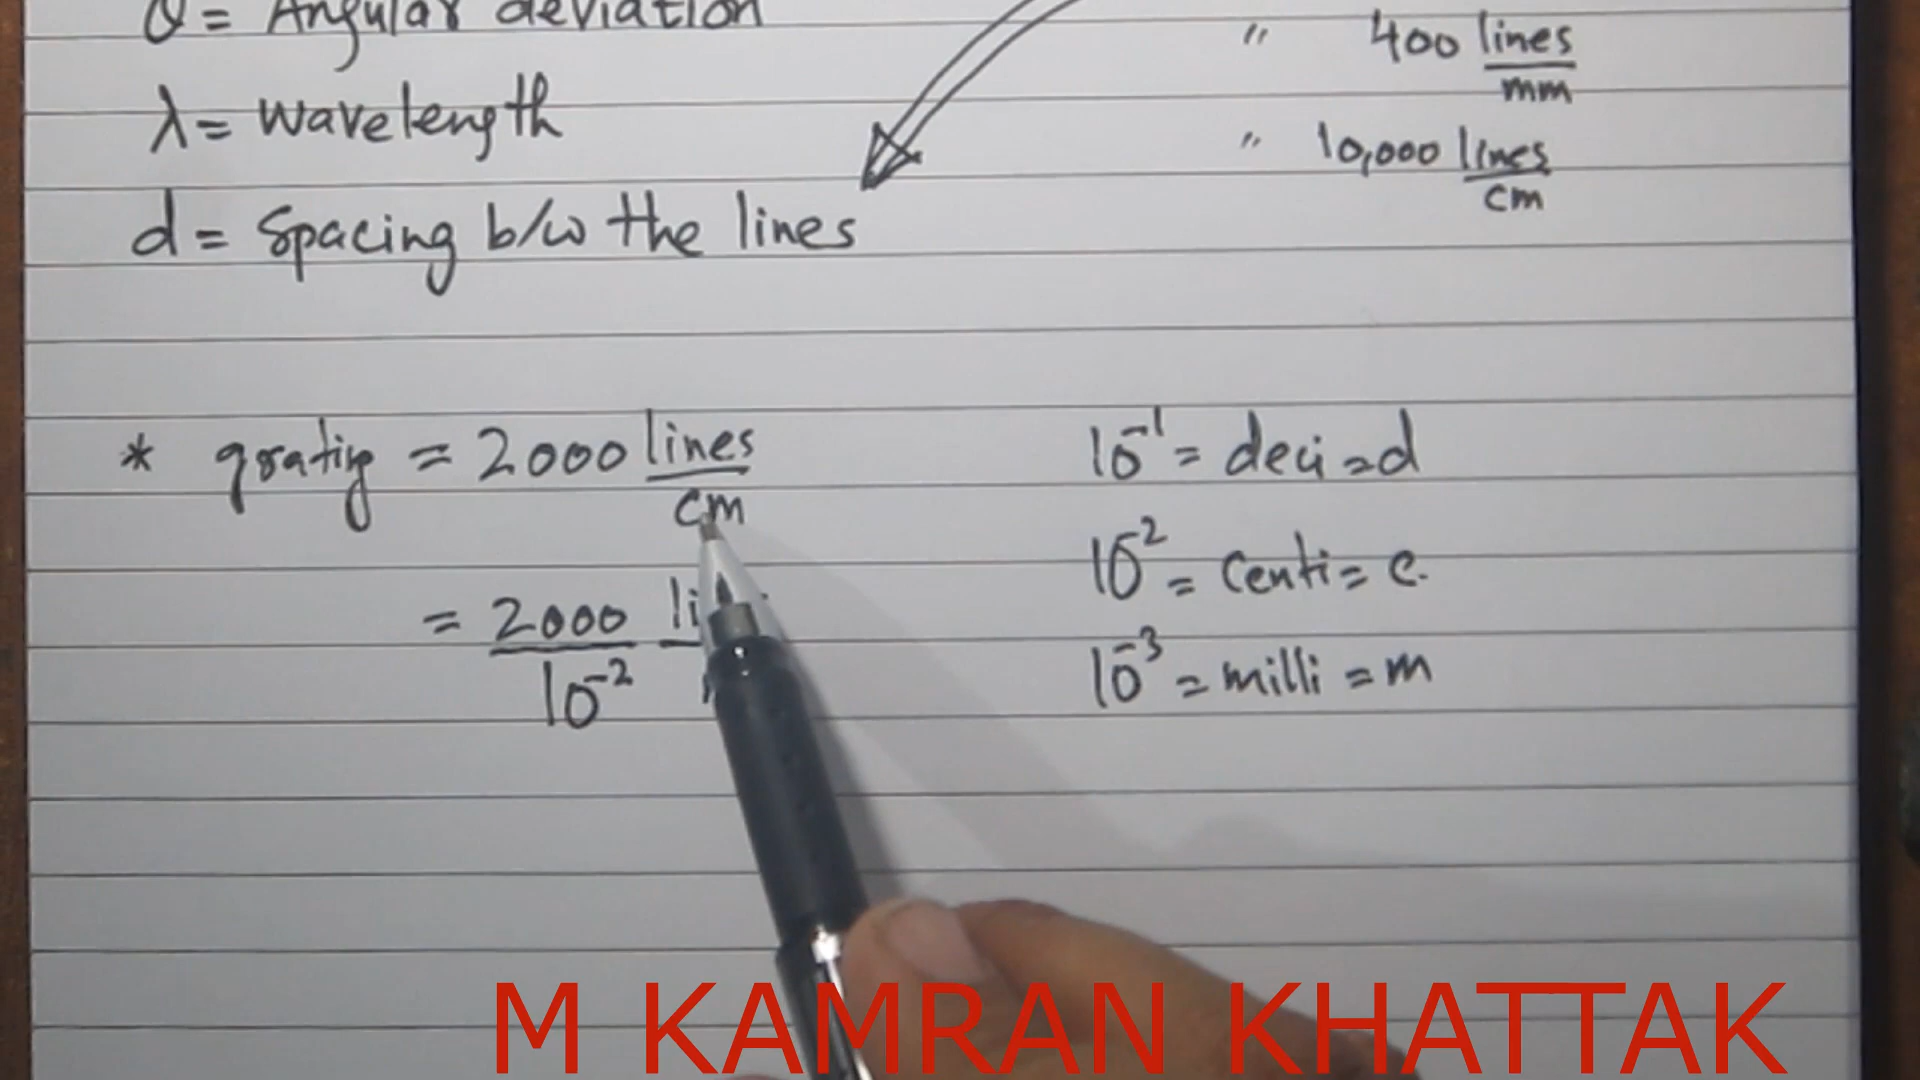 θ = Angular deviation
λ = wavelength
d = Spacing b/w the lines
" 400 lines/mm
" 10,000 lines/cm
* grating = 2000 lines/cm
= 2000/10⁻²
10⁻¹ = deci = d
10⁻² = Centi = c.
10⁻³ = milli = m
M KAMRAN KHATTAK